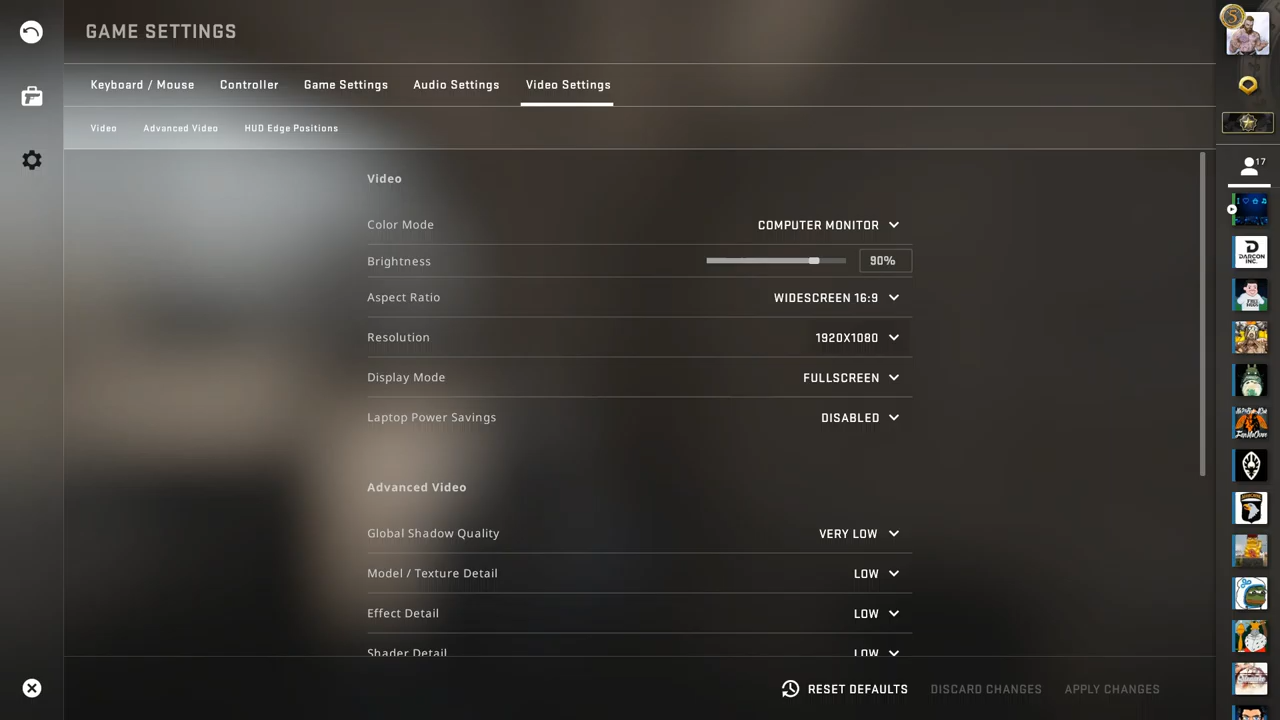 GAME SETTINGS
Keyboard / Mouse Controller Game Settings Audio Settings Video Settings
Video Advanced Video HUD Edge Positions
Video
Color Mode COMPUTER MONITOR
Brightness 90%
Aspect Ratio WIDESCREEN 16:9
Resolution 1920X1080
Display Mode FULLSCREEN
Laptop Power Savings DISABLED
Advanced Video
Global Shadow Quality VERY LOW
Model / Texture Detail LOW
Effect Detail LOW
Shader Detail LOW
RESET DEFAULTS DISCARD CHANGES APPLY CHANGES
S
17
D
DARCON
INC.